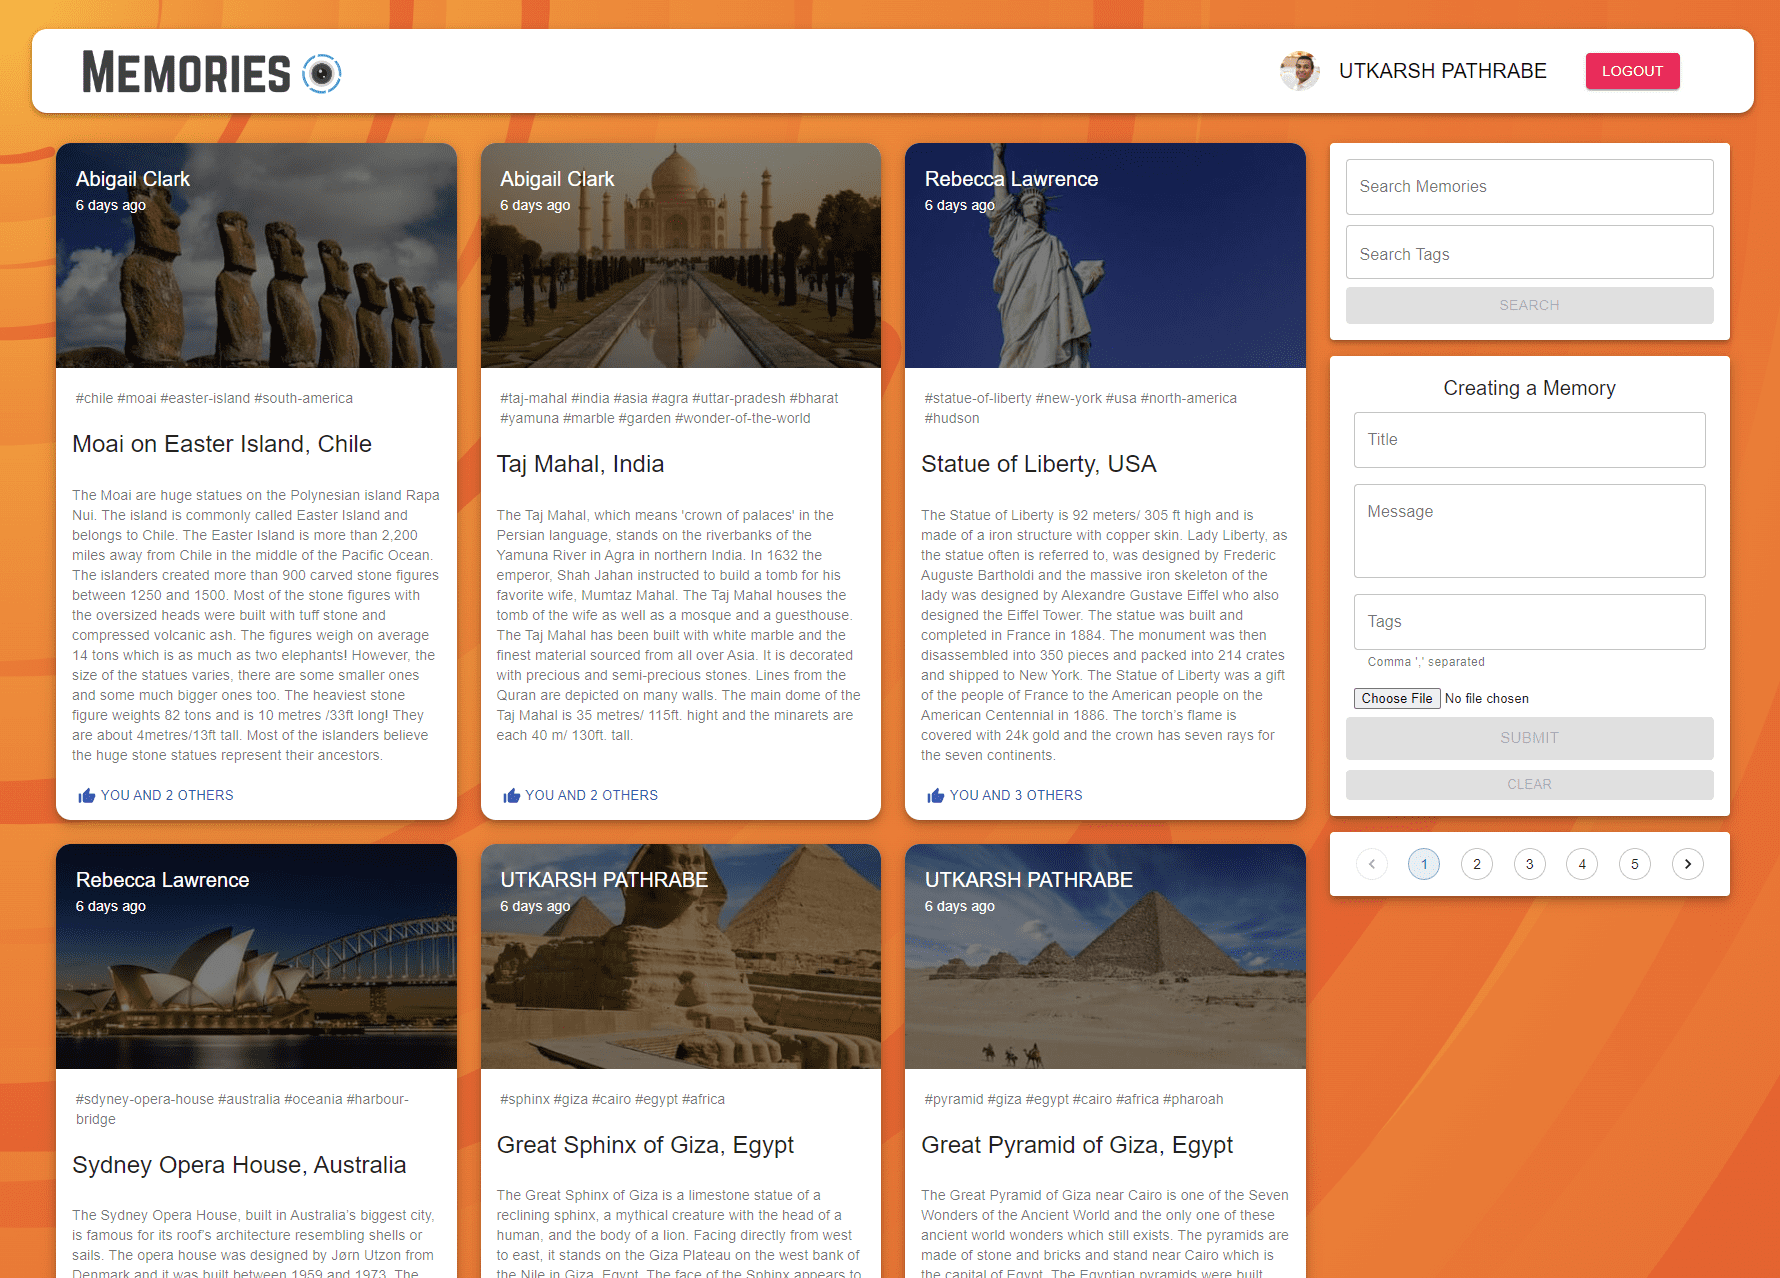 MEMORIES
UTKARSH PATHRABE
LOGOUT
Abigail Clark
6 days ago
#chile #moai #easter-island #south-america
Moai on Easter Island, Chile
The Moai are huge statues on the Polynesian island Rapa
Nui. The island is commonly called Easter Island and
belongs to Chile. The Easter Island is more than 2,200
miles away from Chile in the middle of the Pacific Ocean.
The islanders created more than 900 carved stone figures
between 1250 and 1500. Most of the stone figures with
the oversized heads were built with tuff stone and
compressed volcanic ash. The figures weigh on average
14 tons which is as much as two elephants! However, the
size of the statues varies, there are some smaller ones
and some much bigger ones too. The heaviest stone
figure weights 82 tons and is 10 metres /33ft long! They
are about 4metres/13ft tall. Most of the islanders believe
the huge stone statues represent their ancestors.
YOU AND 2 OTHERS
Abigail Clark
6 days ago
#taj-mahal #india #asia #agra #uttar-pradesh #bharat
#yamuna #marble #garden #wonder-of-the-world
Taj Mahal, India
The Taj Mahal, which means 'crown of palaces' in the
Persian language, stands on the riverbanks of the
Yamuna River in Agra in northern India. In 1632 the
emperor, Shah Jahan instructed to build a tomb for his
favorite wife, Mumtaz Mahal. The Taj Mahal houses the
tomb of the wife as well as a mosque and a guesthouse.
The Taj Mahal has been built with white marble and the
finest material sourced from all over Asia. It is decorated
with precious and semi-precious stones. Lines from the
Quran are depicted on many walls. The main dome of the
Taj Mahal is 35 metres/ 115ft. hight and the minarets are
each 40 m/ 130ft. tall.
YOU AND 2 OTHERS
Rebecca Lawrence
6 days ago
#statue-of-liberty #new-york #usa #north-america
#hudson
Statue of Liberty, USA
The Statue of Liberty is 92 meters/ 305 ft high and is
made of a iron structure with copper skin. Lady Liberty, as
the statue often is referred to, was designed by Frederic
Auguste Bartholdi and the massive iron skeleton of the
lady was designed by Alexandre Gustave Eiffel who also
designed the Eiffel Tower. The statue was built and
completed in France in 1884. The monument was then
disassembled into 350 pieces and packed into 214 crates
and shipped to New York. The Statue of Liberty was a gift
of the people of France to the American people on the
American Centennial in 1886. The torch's flame is
covered with 24k gold and the crown has seven rays for
the seven continents.
YOU AND 3 OTHERS
Search Memories
Search Tags
SEARCH
Creating a Memory
Title
Message
Tags
Comma ',' separated
Choose File No file chosen
SUBMIT
CLEAR
1 2 3 4 5
Rebecca Lawrence
6 days ago
#sdyney-opera-house #australia #oceania #harbour-
bridge
Sydney Opera House, Australia
The Sydney Opera House, built in Australia's biggest city,
is famous for its roof's architecture resembling shells or
sails. The opera house was designed by Jørn Utzon from
Denmark and it was built between 1959 and 1973. The
UTKARSH PATHRABE
6 days ago
#sphinx #giza #cairo #egypt #africa
Great Sphinx of Giza, Egypt
The Great Sphinx of Giza is a limestone statue of a
reclining sphinx, a mythical creature with the head of a
human, and the body of a lion. Facing directly from west
to east, it stands on the Giza Plateau on the west bank of
the Nile in Giza, Egypt. The face of the Sphinx appears to
UTKARSH PATHRABE
6 days ago
#pyramid #giza #egypt #cairo #africa #pharoah
Great Pyramid of Giza, Egypt
The Great Pyramid of Giza near Cairo is one of the Seven
Wonders of the Ancient World and the only one of these
ancient world wonders which still exists. The pyramids are
made of stone and bricks and stand near Cairo which is
the capital of Egypt. The Egyptian pyramids were built